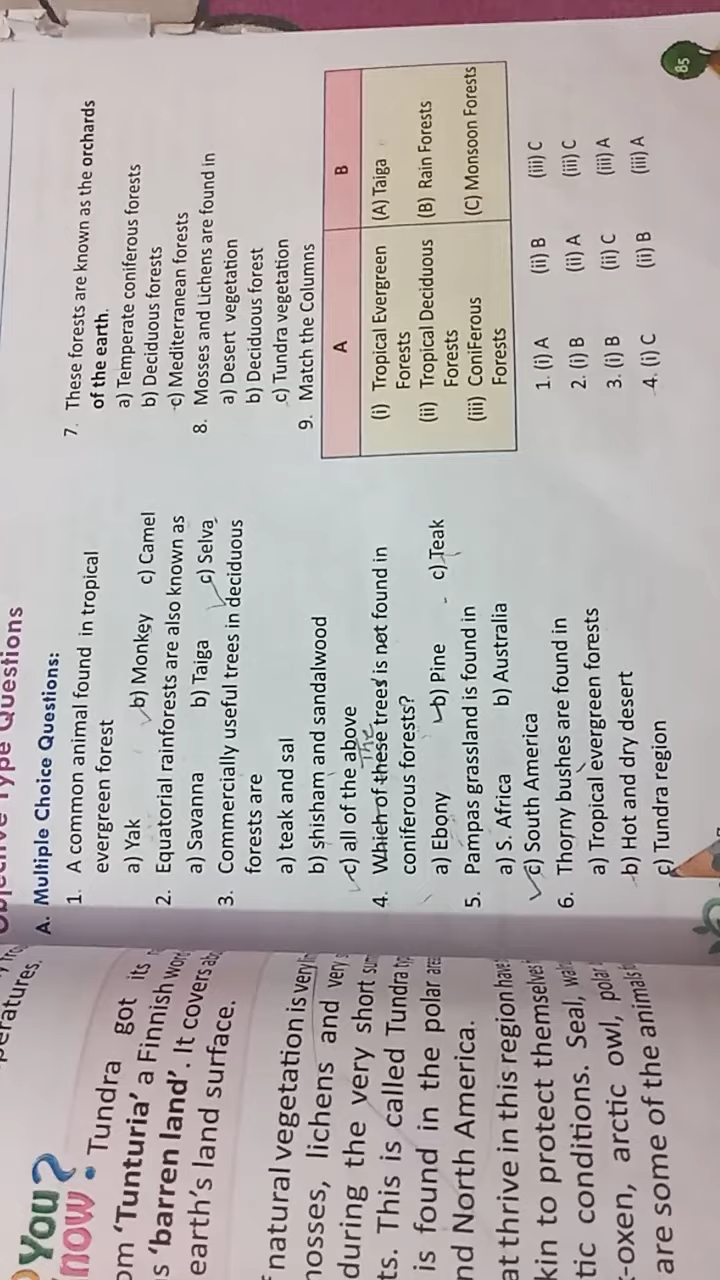 peratures.
You
now?
Tundra got its
om 'Tunturia' a Finnish
s 'barren land'. It covers
earth's land surface.
natural vegetation is very
mosses, lichens and very
during the very short
ts. This is called Tundra
is found in the polar
nd North America.
at thrive in this region have
kin to protect themselves
tic conditions. Seal,
-oxen, arctic owl, polar
are some of the animals
Type Questions
A. Multiple Choice Questions:
1. A common animal found in tropical
evergreen forest
a) Yak b) Monkey c) Camel
2. Equatorial rainforests are also known as
a) Savanna b) Taiga c) Selva
3. Commercially useful trees in deciduous
forests are
a) teak and sal
b) shisham and sandalwood
c) all of the above
The
4. Which of these trees is not found in
coniferous forests?
a) Ebony b) Pine c) Teak
5. Pampas grassland is found in
a) S. Africa b) Australia
c) South America
6. Thorny bushes are found in
a) Tropical evergreen forests
b) Hot and dry desert
c) Tundra region
7. These forests are known as the orchards
of the earth.
a) Temperate coniferous forests
b) Deciduous forests
c) Mediterranean forests
8. Mosses and Lichens are found in
a) Desert vegetation
b) Deciduous forest
c) Tundra vegetation
9. Match the Columns
A B
(i) Tropical Evergreen (A) Taiga
Forests
(ii) Tropical Deciduous (B) Rain Forests
Forests
(iii) ConiFerous (C) Monsoon Forests
Forests
1. (i) A (ii) B (iii) C
2. (i) B (ii) A (iii) C
3. (i) B (ii) C (iii) A
4. (i) C (ii) B (iii) A
85